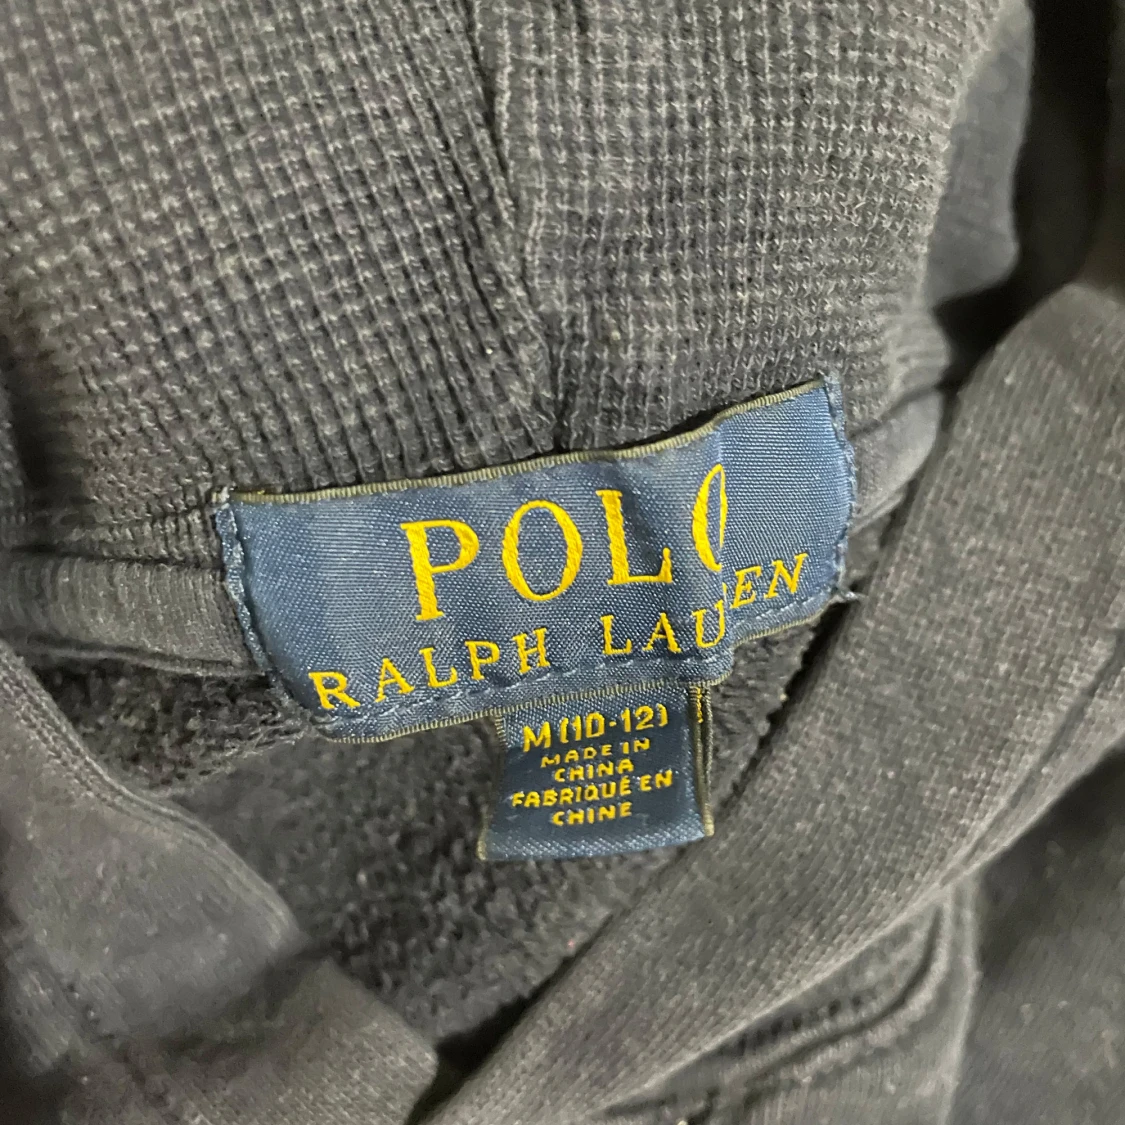 POLO
RALPH LAUREN
M (10-12)
MADE IN
CHINA
FABRIQUÉ EN
CHINE